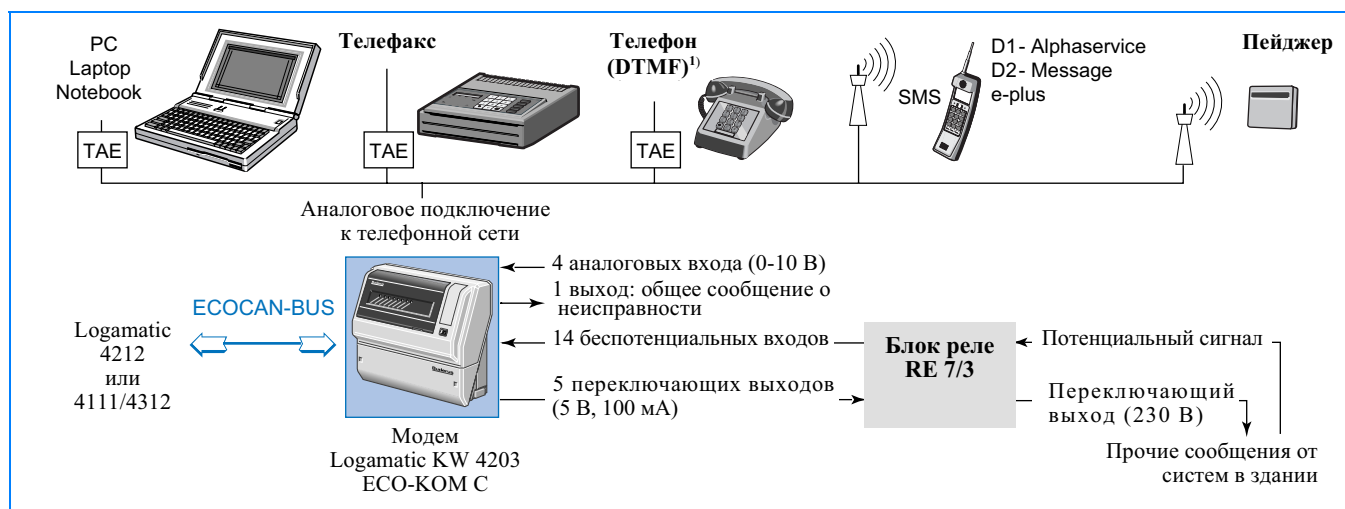 PC
Laptop
Notebook
Телефакс
Телефон
(DTMF)1)
SMS
D1- Alphaservice
D2- Message
e-plus
Пейджер
TAE
TAE
TAE
Аналоговое подключение
к телефонной сети
4 аналоговых входа (0-10 В)
1 выход: общее сообщение о
неисправности
ECOCAN-BUS
Logamatic
4212
или
4111/4312
14 беспотенциальных входов
Блок реле
RE 7/3
Потенциальный сигнал
5 переключающих выходов
(5 В, 100 мА)
Переключающий
выход (230 В)
Модем
Logamatic KW 4203
ECO-KOM C
Прочие сообщения от
систем в здании